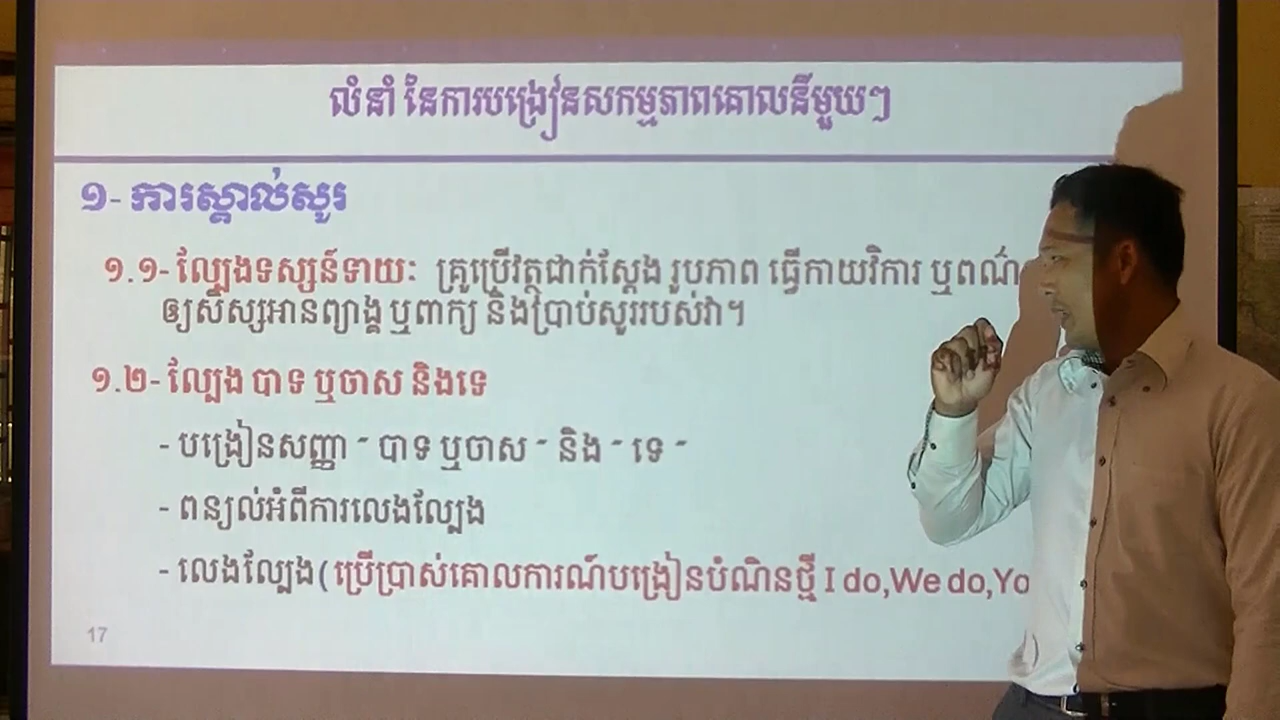 លំនាំ នៃការបង្រៀនសកម្មភាពគោលនីមួយៗ
១- ការស្គាល់សូរ
១.១- ល្បែងទស្សន៍ទាយៈ គ្រូប្រើវត្ថុជាក់ស្តែង រូបភាព ធ្វើកាយវិការ ឬពណ៌
ឲ្យសិស្សអានព្យាង្គ ឬពាក្យ និងប្រាប់សូររបស់វា។
១.២- ល្បែង បាទ ឬចាស និងទេ
- បង្រៀនសញ្ញា ˝ បាទ ឬចាស ˝ និង ˝ ទេ ˝
- ពន្យល់អំពីការលេងល្បែង
- លេងល្បែង( ប្រើប្រាស់គោលការណ៍បង្រៀនបំណិនថ្មី I do,We do,Yo
17